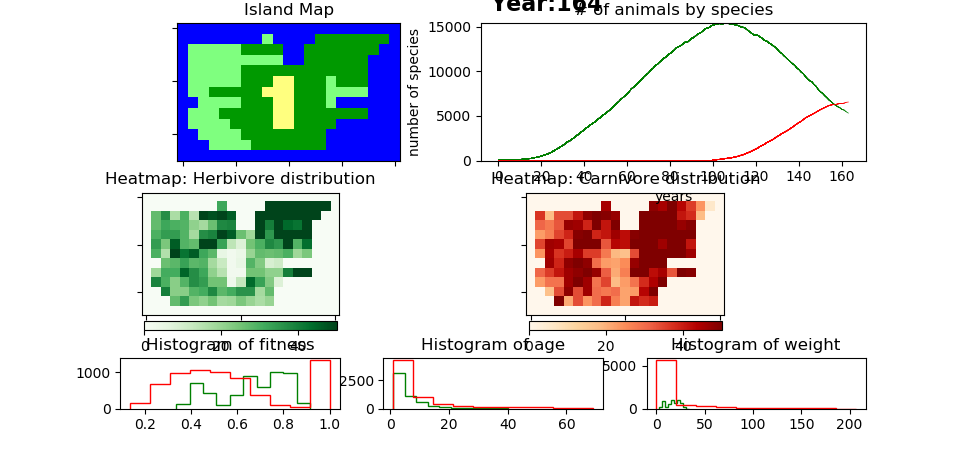 Year:164
Island Map
# of animals by species
number of species
15000
10000
5000
0
0 20 40 60 80 100 120 140 160
years
Heatmap: Herbivore distribution
Heatmap: Carnivore distribution
0 20 40
0 20 40
Histogram of fitness
Histogram of age
Histogram of weight
1000
0
0.2 0.4 0.6 0.8 1.0
2500
0
0 20 40 60
5000
0
0 50 100 150 200